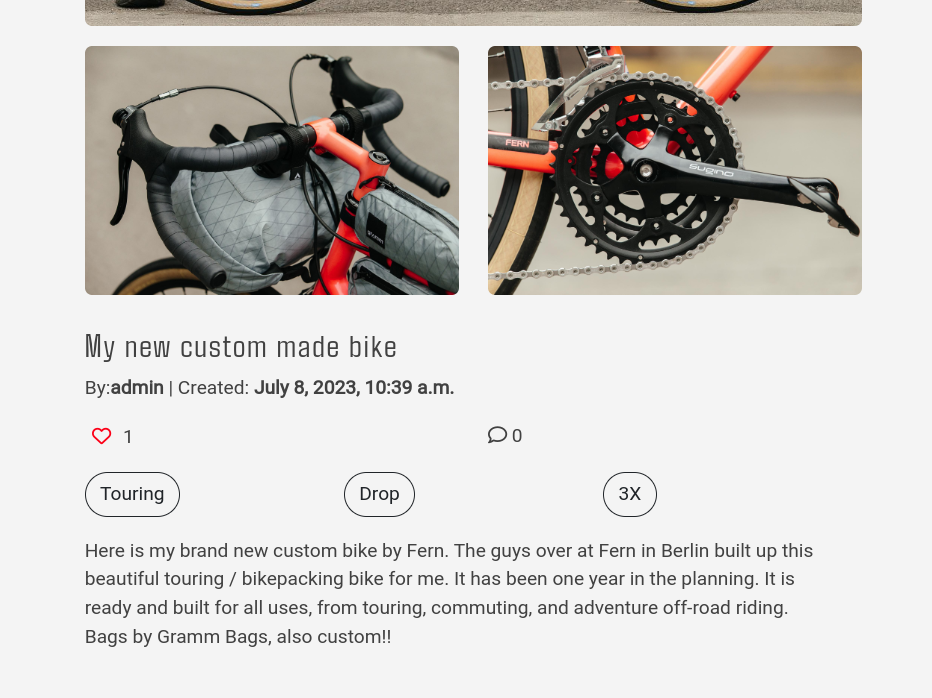 FERN
sugino
My new custom made bike
By:admin | Created: July 8, 2023, 10:39 a.m.
1
0
Touring
Drop
3X
Here is my brand new custom bike by Fern. The guys over at Fern in Berlin built up this
beautiful touring / bikepacking bike for me. It has been one year in the planning. It is
ready and built for all uses, from touring, commuting, and adventure off-road riding.
Bags by Gramm Bags, also custom!!